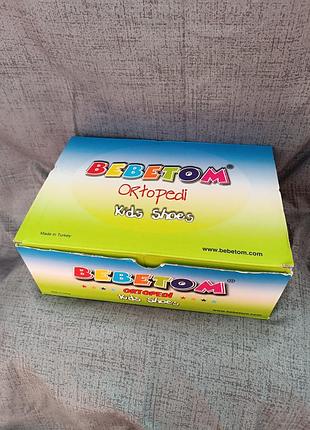 BEBETOM®
Ortopedi
Kids Shoes
Made in Turkey
www.bebetom.com
BEBETOM®
ORTOPEDİ
Kids Shoes
www.bebetom.com